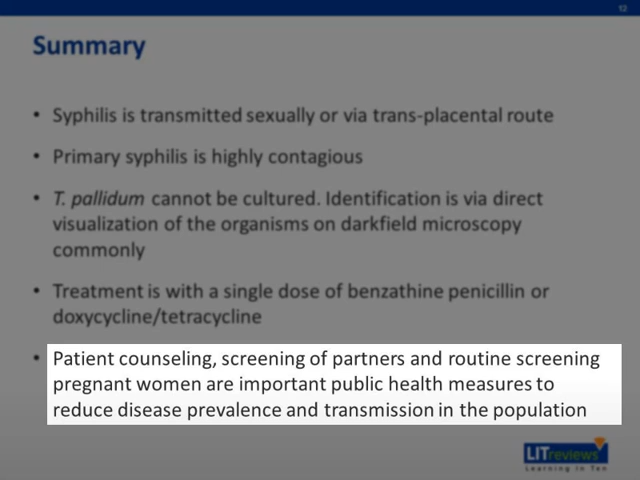 12
Summary
• Syphilis is transmitted sexually or via trans-placental route
• Primary syphilis is highly contagious
• T. pallidum cannot be cultured. Identification is via direct
visualization of the organisms on darkfield microscopy
commonly
• Treatment is with a single dose of benzathine penicillin or
doxycycline/tetracycline
• Patient counseling, screening of partners and routine screening
pregnant women are important public health measures to
reduce disease prevalence and transmission in the population
LITreviews
Learning In Ten